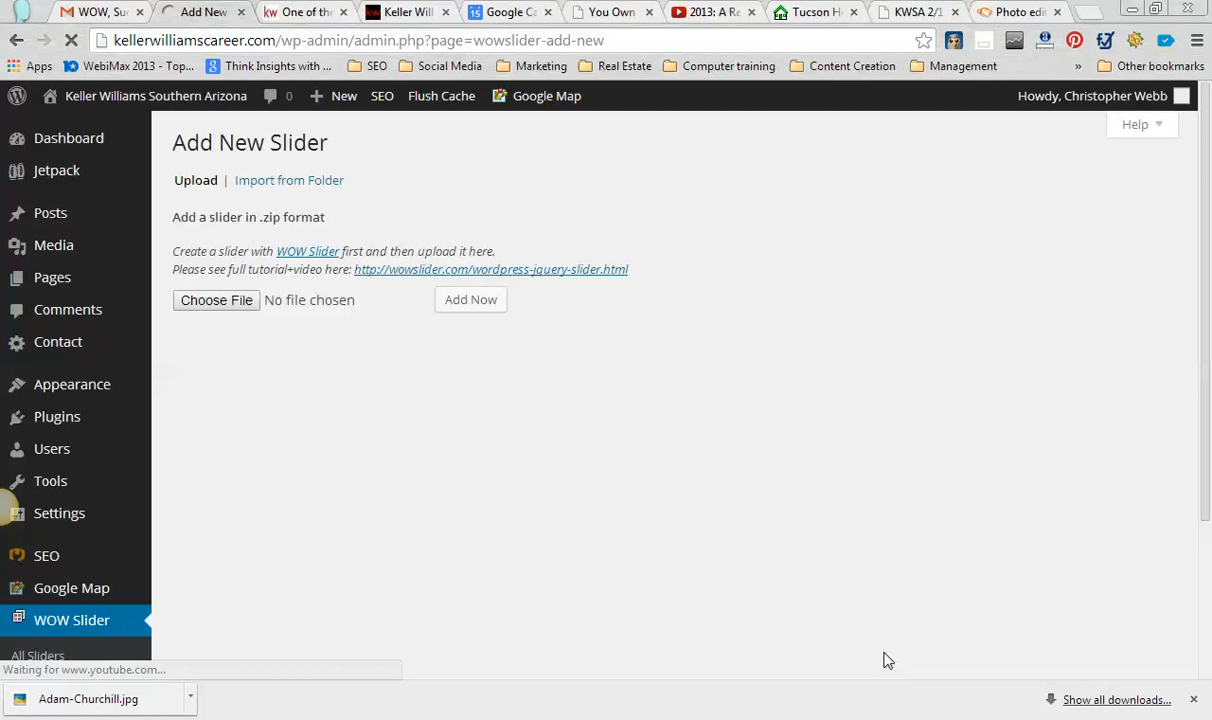 WOW, Su
Add New
One of the
Keller Wil
Google Ca
You Own
2013: A Re
Tucson H
KWSA 2/1
Photo edi
kellerwilliamscareer.com/wp-admin/admin.php?page=wowslider-add-new
Apps
WebiMax 2013 - Top...
Think Insights with ...
SEO
Social Media
Marketing
Real Estate
Computer training
Content Creation
Management
»
Other bookmarks
Keller Williams Southern Arizona
0
New
SEO
Flush Cache
Google Map
Howdy, Christopher Webb
Help
Dashboard
Jetpack
Posts
Media
Pages
Comments
Contact
Appearance
Plugins
Users
Tools
Settings
SEO
Google Map
WOW Slider
All Sliders
Add New Slider
Upload | Import from Folder
Add a slider in .zip format
Create a slider with WOW Slider first and then upload it here.
Please see full tutorial+video here: http://wowslider.com/wordpress-jquery-slider.html
Choose File No file chosen
Add Now
Waiting for www.youtube.com...
Adam-Churchill.jpg
Show all downloads...